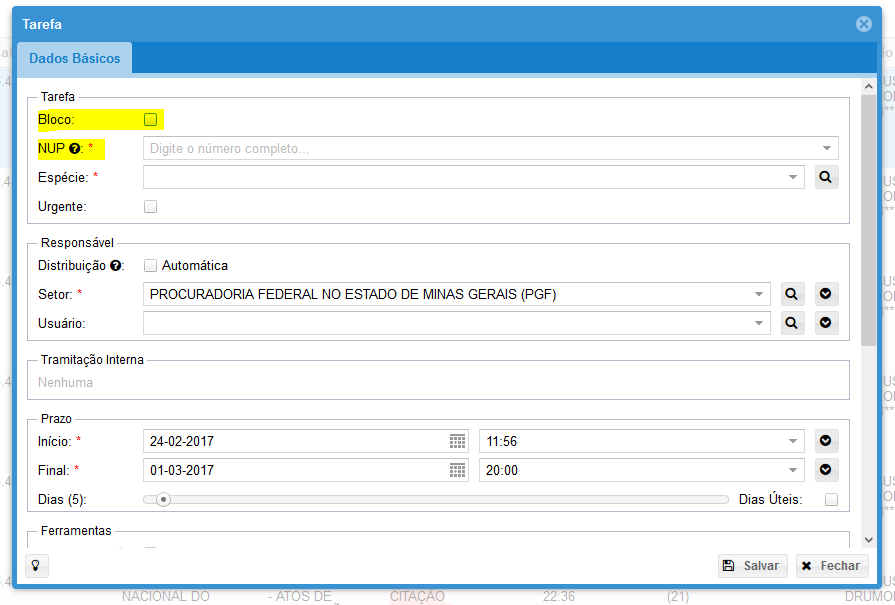 Tarefa
Dados Básicos
Tarefa
Bloco:
NUP ?: *
Digite o número completo...
Espécie: *
Urgente:
Responsável
Distribuição ?:
Automática
Setor: *
PROCURADORIA FEDERAL NO ESTADO DE MINAS GERAIS (PGF)
Usuário:
Tramitação Interna
Nenhuma
Prazo
Início: *
24-02-2017
11:56
Final: *
01-03-2017
20:00
Dias (5):
Dias Úteis:
Ferramentas
Salvar
Fechar
NACIONAL DO - ATOS DE CITAÇÃO 22:36 (21)